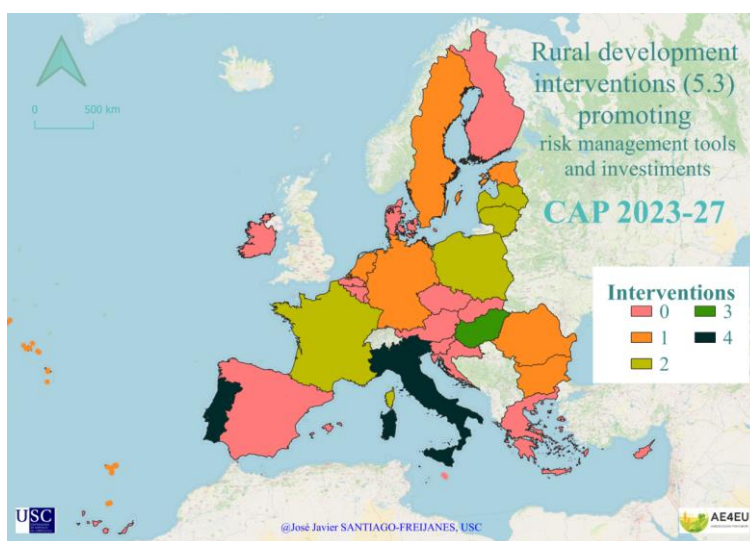 Rural development
interventions (5.3)
promoting
risk management tools
and investiments
CAP 2023-27
0 500 km
Interventions
0 3
1 4
2
USC
@José Javier SANTIAGO-FREIJANES, USC
AE4EU